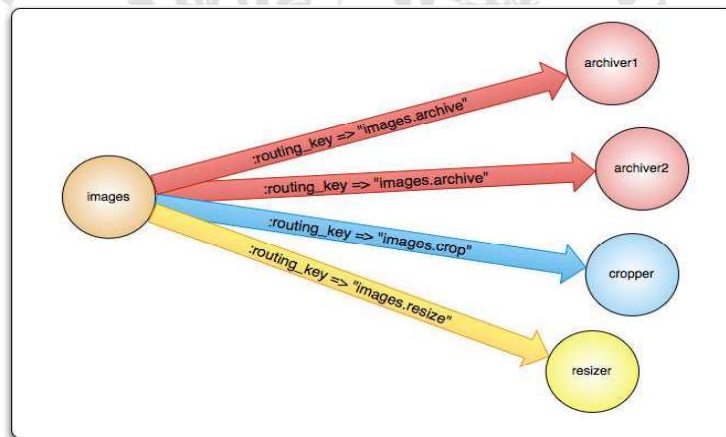 archiver1
:routing_key => "images.archive"
archiver2
:routing_key => "images.archive"
images
:routing_key => "images.crop"
cropper
:routing_key => "images.resize"
resizer